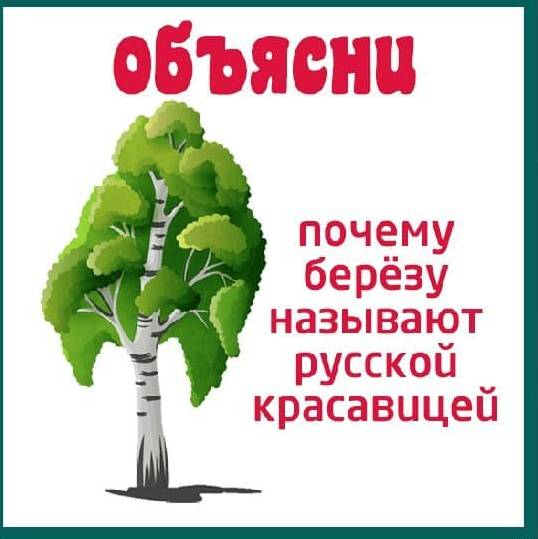 объясни
почему
берёзу
называют
русской
красавицей